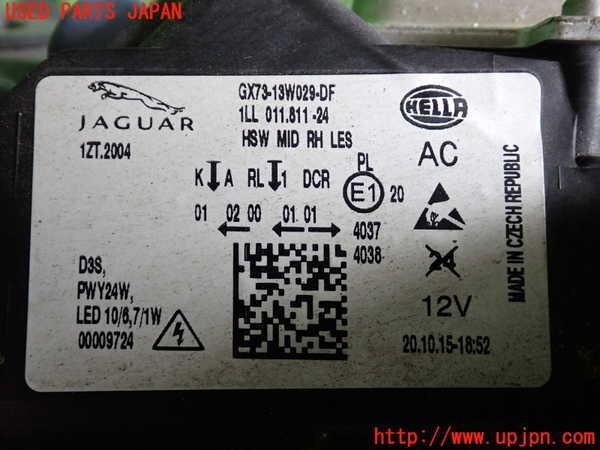 USED PARTS JAPAN
JAGUAR
1ZT.2004
GX73-13W029-DF
1LL 011.811-24
HSW MID RH LES
HELLA
AC
K A RL 1 DCR
PL
E1 20
01 0200 01 01
4037
4038
24
12V
20.10.15-18:52
MADE IN CZECH REPUBLIC
D3S,
PWY24W,
LED 10/6,7/1W
00009724
http://www.upjpn.com/